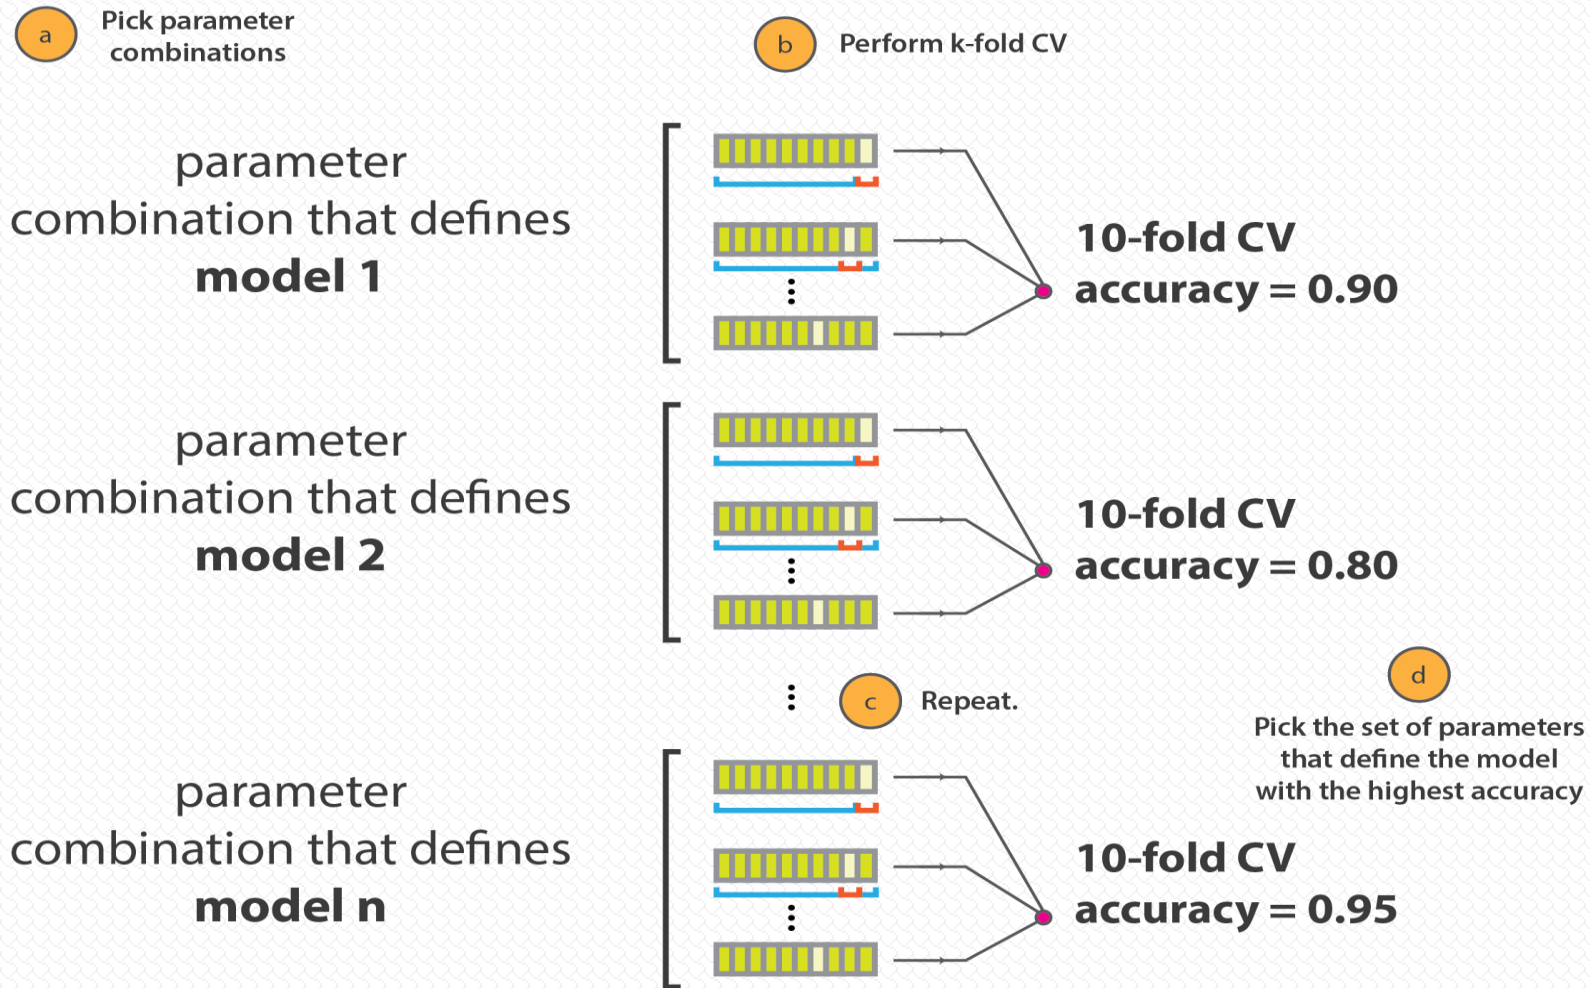 a
Pick parameter
combinations
b
Perform k-fold CV
parameter
combination that defines
model 1
10-fold CV
accuracy = 0.90
parameter
combination that defines
model 2
10-fold CV
accuracy = 0.80
c
Repeat.
d
Pick the set of parameters
that define the model
with the highest accuracy
parameter
combination that defines
model n
10-fold CV
accuracy = 0.95